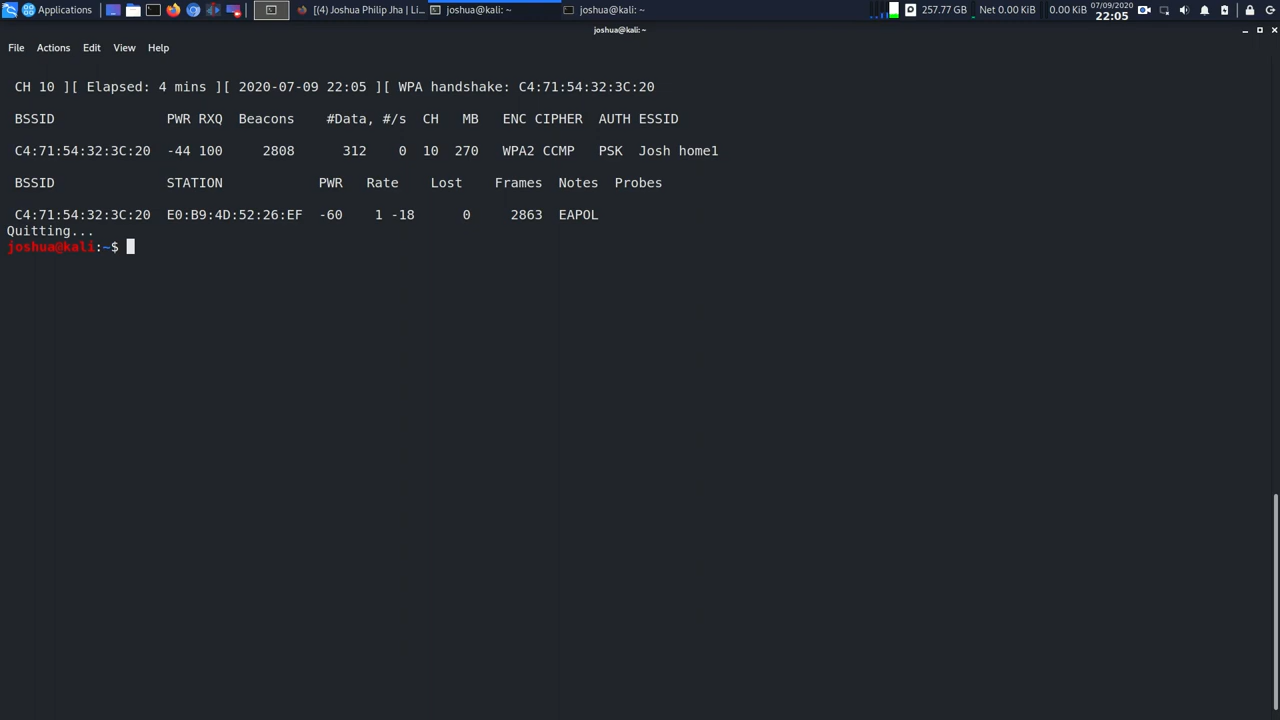 Applications [(4) Joshua Philip Jha | Li... joshua@kali: ~ joshua@kali: ~ 257.77 GB Net 0.00 KiB 0.00 KiB 07/09/2020
22:05
joshua@kali: ~
File Actions Edit View Help
CH 10 ][ Elapsed: 4 mins ][ 2020-07-09 22:05 ][ WPA handshake: C4:71:54:32:3C:20
BSSID PWR RXQ Beacons #Data, #/s CH MB ENC CIPHER AUTH ESSID
C4:71:54:32:3C:20 -44 100 2808 312 0 10 270 WPA2 CCMP PSK Josh home1
BSSID STATION PWR Rate Lost Frames Notes Probes
C4:71:54:32:3C:20 E0:B9:4D:52:26:EF -60 1 -18 0 2863 EAPOL
Quitting...
joshua@kali:~$